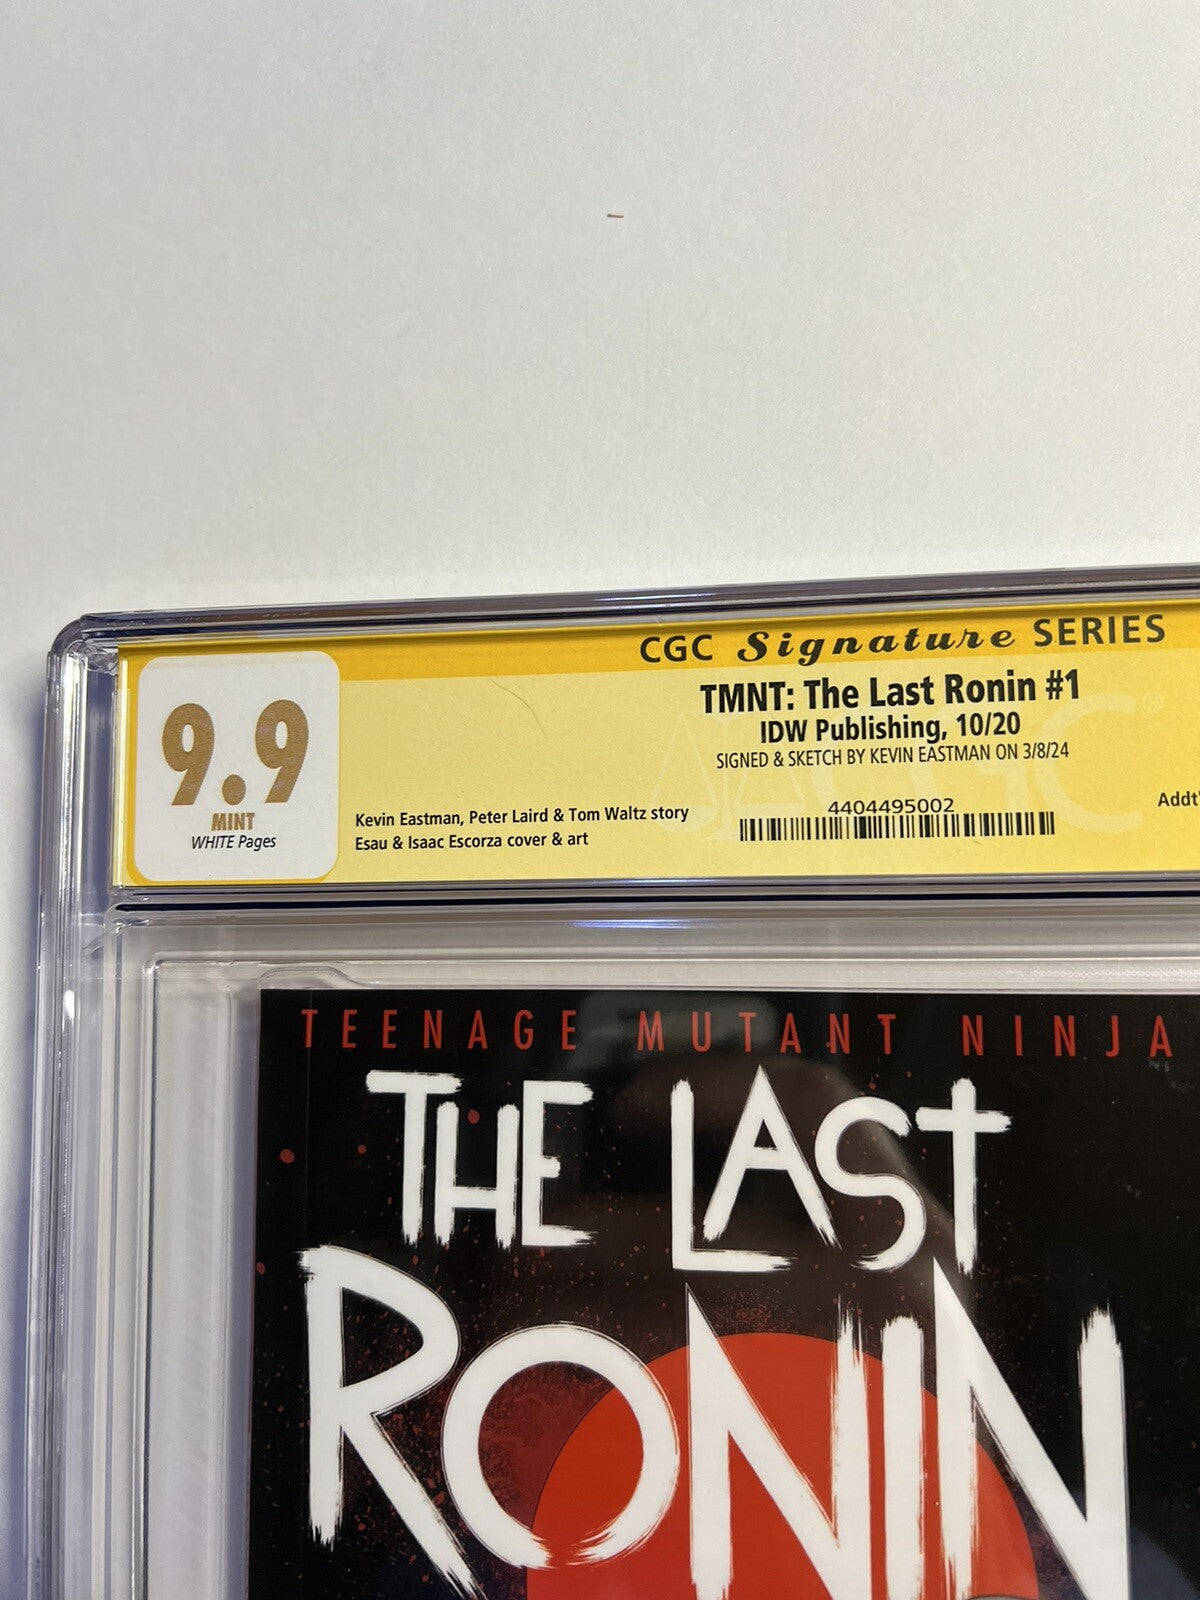 CGC Signature SERIES
9.9
MINT
WHITE Pages
TMNT: The Last Ronin #1
IDW Publishing, 10/20
SIGNED & SKETCH BY KEVIN EASTMAN ON 3/8/24
4404495002
Kevin Eastman, Peter Laird & Tom Waltz story
Esau & Isaac Escorza cover & art
Addt'
TEENAGE MUTANT NINJA
THE LAST
RONIN